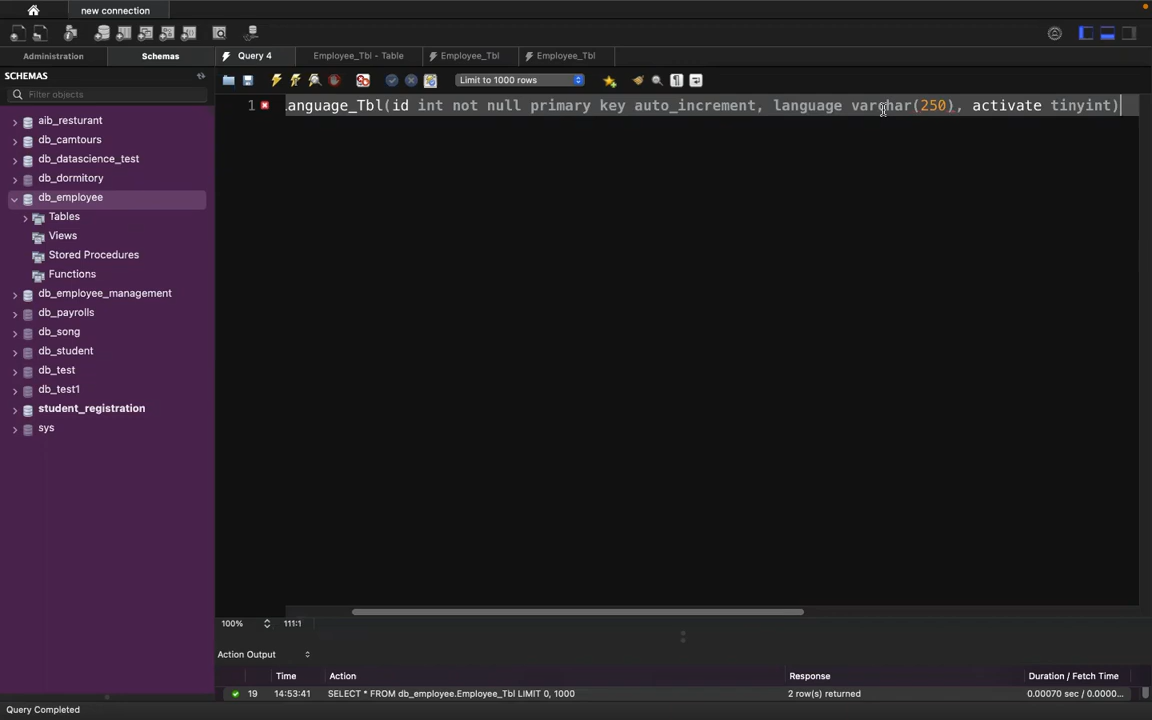 new connection
Administration
Schemas
Query 4
Employee_Tbl - Table
Employee_Tbl
Employee_Tbl
SCHEMAS
Filter objects
Limit to 1000 rows
1
anguage_Tbl(id int not null primary key auto_increment, language varchar(250), activate tinyint)
aib_resturant
db_camtours
db_datascience_test
db_dormitory
db_employee
Tables
Views
Stored Procedures
Functions
db_employee_management
db_payrolls
db_song
db_student
db_test
db_test1
student_registration
sys
100%
111:1
Action Output
Time
Action
Response
Duration / Fetch Time
19
14:53:41
SELECT * FROM db_employee.Employee_Tbl LIMIT 0, 1000
2 row(s) returned
0.00070 sec / 0.0000...
Query Completed